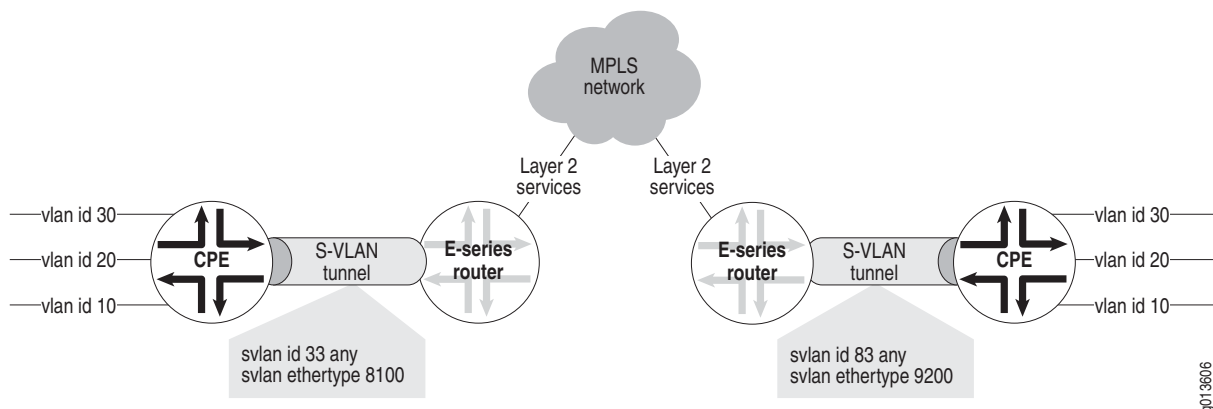 MPLS
network
Layer 2
services
Layer 2
services
vlan id 30
vlan id 20
vlan id 10
CPE
S-VLAN
tunnel
E-series
router
E-series
router
S-VLAN
tunnel
CPE
vlan id 30
vlan id 20
vlan id 10
svlan id 33 any
svlan ethertype 8100
svlan id 83 any
svlan ethertype 9200
g013606